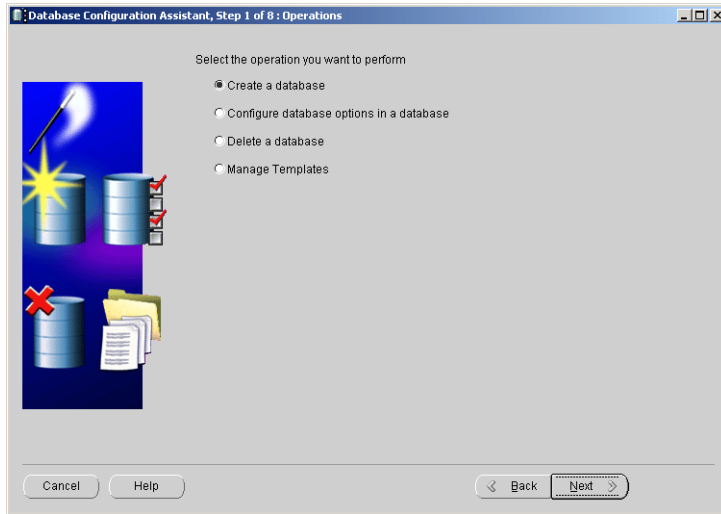 Database Configuration Assistant, Step 1 of 8 : Operations
Select the operation you want to perform
Create a database
Configure database options in a database
Delete a database
Manage Templates
Cancel
Help
Back
Next